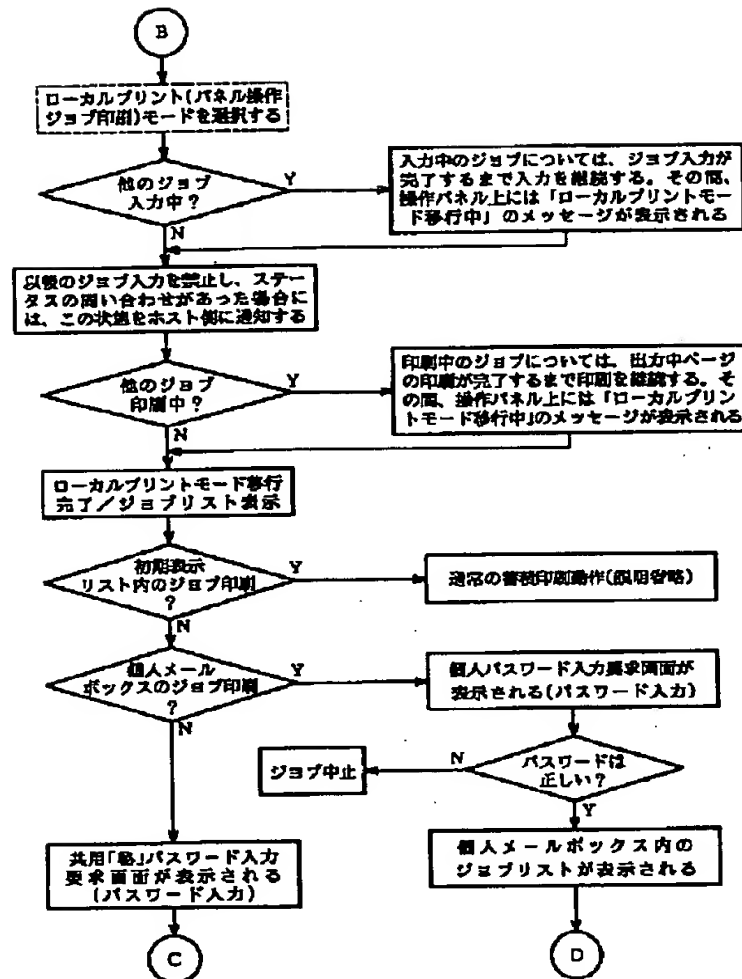 B
ローカルプリント(パネル操作
ジョブ印刷)モードを選択する
他のジョブ
入力中？
Y
N
入力中のジョブについては、ジョブ入力が
完了するまで入力を継続する。その間、
操作パネル上には「ローカルプリントモー
ド移行中」のメッセージが表示される
以後のジョブ入力を禁止し、ステー
タスの問い合わせがあった場合に
は、この状態をホスト側に通知する
他のジョブ
印刷中？
Y
N
印刷中のジョブについては、出力中ページ
の印刷が完了するまで印刷を継続する。そ
の間、操作パネル上には「ローカルプリン
トモード移行中」のメッセージが表示される
ローカルプリントモード移行
完了／ジョブリスト表示
初期表示
リスト内のジョブ印刷
？
Y
N
通常の蓄積印刷動作(説明省略)
個人メール
ボックスのジョブ印刷
？
Y
N
個人パスワード入力要求画面が
表示される(パスワード入力)
パスワードは
正しい？
N
Y
ジョブ中止
共用「秘」パスワード入力
要求画面が表示される
(パスワード入力)
個人メールボックス内の
ジョブリストが表示される
C
D